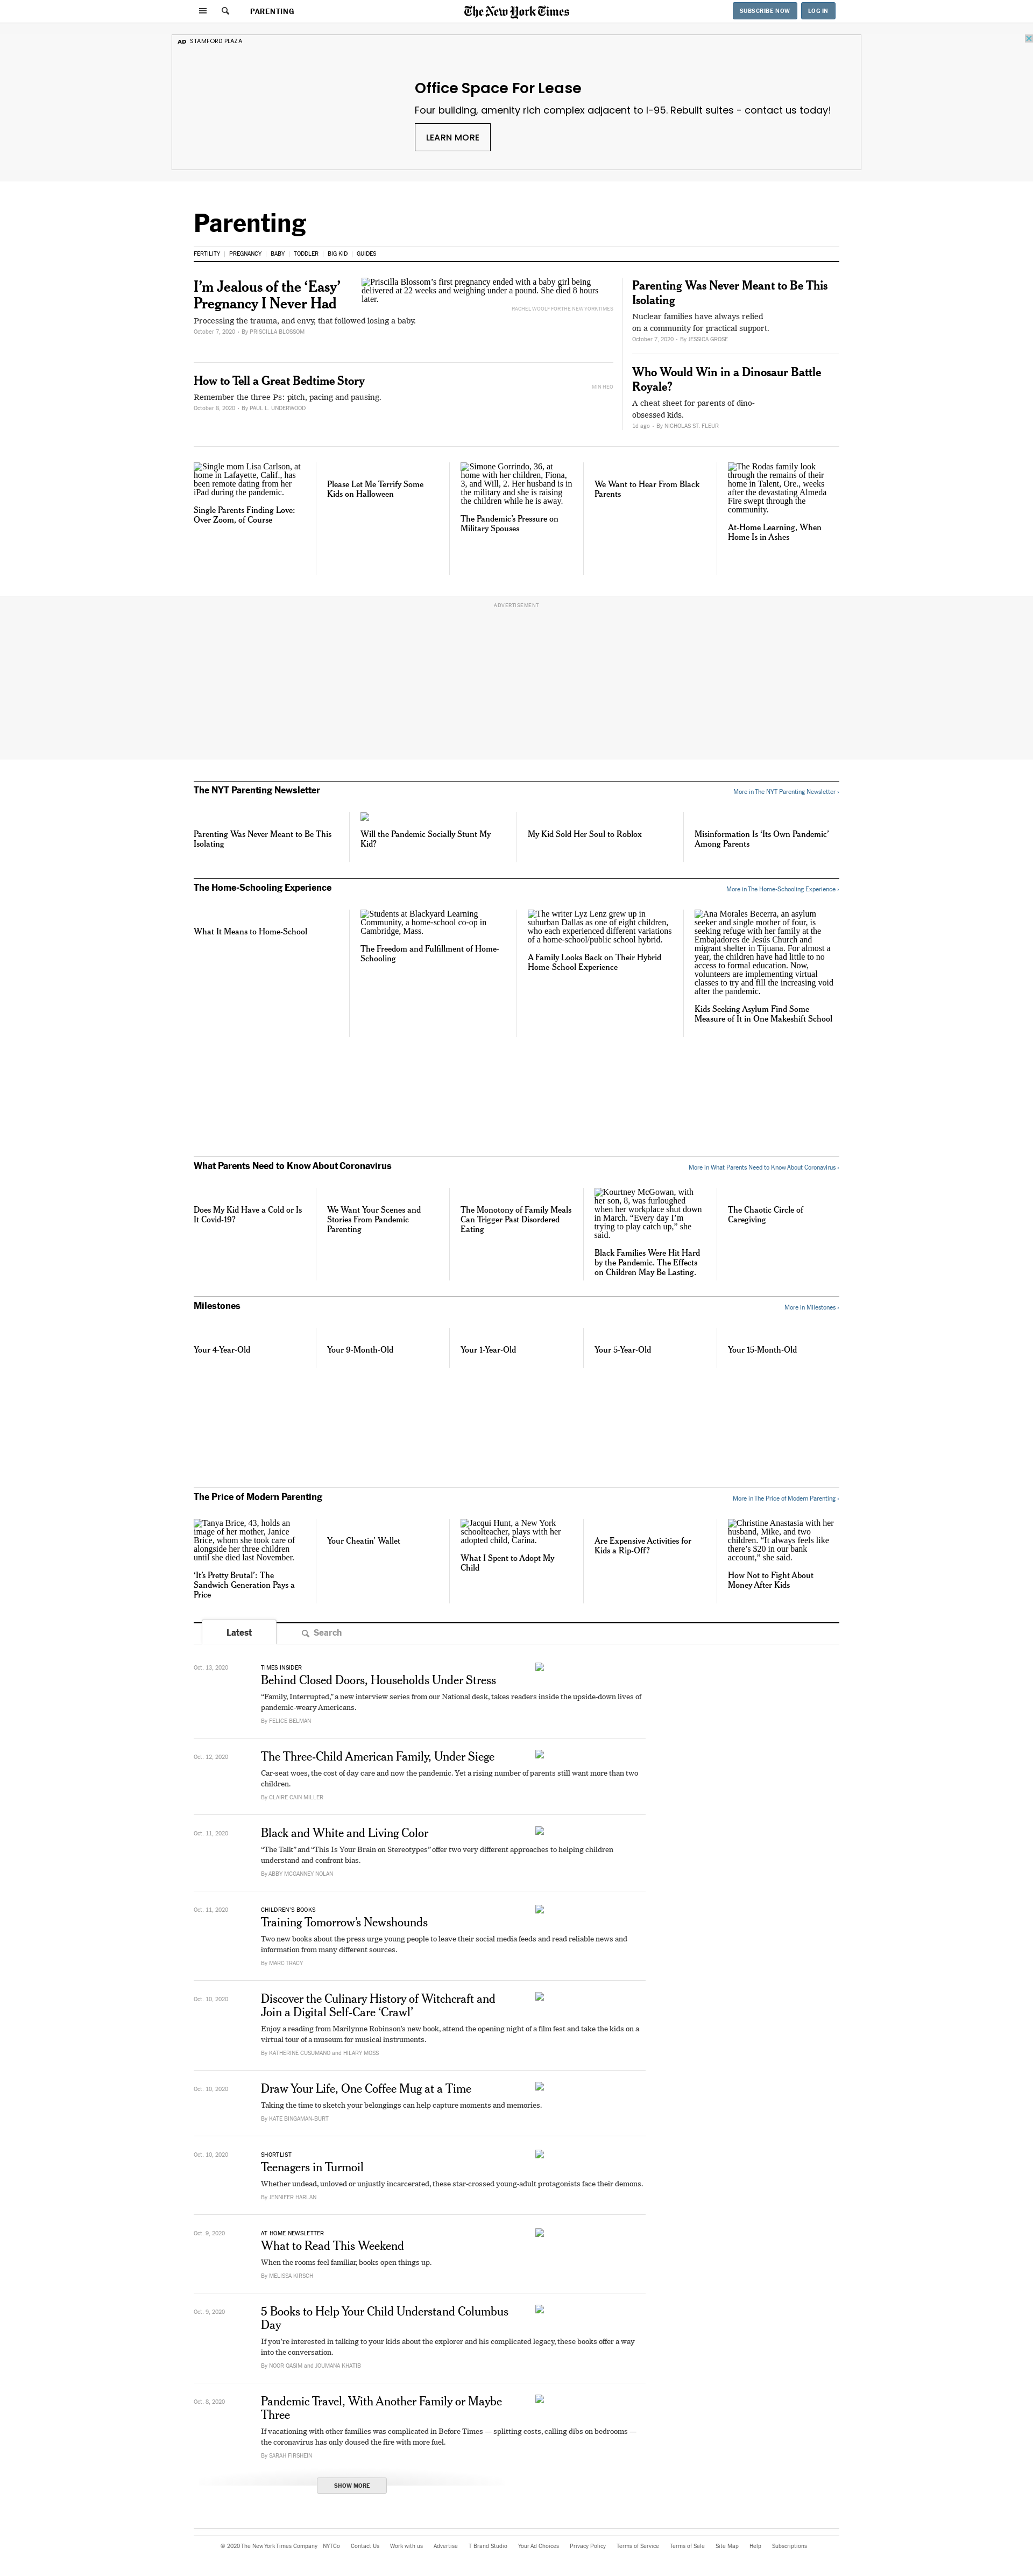 PARENTING
The New York Times
SUBSCRIBE NOW
LOG IN
AD STAMFORD PLAZA
Office Space For Lease
Four building, amenity rich complex adjacent to I-95. Rebuilt suites - contact us today!
LEARN MORE
Parenting
FERTILITY
PREGNANCY
BABY
TODDLER
BIG KID
GUIDES
I’m Jealous of the ‘Easy’
Pregnancy I Never Had
Processing the trauma, and envy, that followed losing a baby.
October 7, 2020 • By PRISCILLA BLOSSOM
Priscilla Blossom’s first pregnancy ended with a baby girl being
delivered at 22 weeks and weighing under a pound. She died 8 hours
later.
RACHEL WOOLF FOR THE NEW YORK TIMES
How to Tell a Great Bedtime Story
Remember the three Ps: pitch, pacing and pausing.
October 8, 2020 • By PAUL L. UNDERWOOD
MIN HEO
Parenting Was Never Meant to Be This
Isolating
Nuclear families have always relied
on a community for practical support.
October 7, 2020 • By JESSICA GROSE
Who Would Win in a Dinosaur Battle
Royale?
A cheat sheet for parents of dino-
obsessed kids.
1d ago • By NICHOLAS ST. FLEUR
Single mom Lisa Carlson, at
home in Lafayette, Calif., has
been remote dating from her
iPad during the pandemic.
Single Parents Finding Love:
Over Zoom, of Course
Please Let Me Terrify Some
Kids on Halloween
Simone Gorrindo, 36, at
home with her children, Fiona,
3, and Will, 2. Her husband is in
the military and she is raising
the children while he is away.
The Pandemic’s Pressure on
Military Spouses
We Want to Hear From Black
Parents
The Rodas family look
through the remains of their
home in Talent, Ore., weeks
after the devastating Almeda
Fire swept through the
community.
At-Home Learning, When
Home Is in Ashes
ADVERTISEMENT
The NYT Parenting Newsletter
More in The NYT Parenting Newsletter ›
Parenting Was Never Meant to Be This
Isolating
Will the Pandemic Socially Stunt My
Kid?
My Kid Sold Her Soul to Roblox
Misinformation Is ‘Its Own Pandemic’
Among Parents
The Home-Schooling Experience
More in The Home-Schooling Experience ›
What It Means to Home-School
Students at Blackyard Learning
Community, a home-school co-op in
Cambridge, Mass.
The Freedom and Fulfillment of Home-
Schooling
The writer Lyz Lenz grew up in
suburban Dallas as one of eight children,
who each experienced different variations
of a home-school/public school hybrid.
A Family Looks Back on Their Hybrid
Home-School Experience
Ana Morales Becerra, an asylum
seeker and single mother of four, is
seeking refuge with her family at the
Embajadores de Jesús Church and
migrant shelter in Tijuana. For almost a
year, the children have had little to no
access to formal education. Now,
volunteers are implementing virtual
classes to try and fill the increasing void
after the pandemic.
Kids Seeking Asylum Find Some
Measure of It in One Makeshift School
What Parents Need to Know About Coronavirus
More in What Parents Need to Know About Coronavirus ›
Does My Kid Have a Cold or Is
It Covid-19?
We Want Your Scenes and
Stories From Pandemic
Parenting
The Monotony of Family Meals
Can Trigger Past Disordered
Eating
Kourtney McGowan, with
her son, 8, was furloughed
when her workplace shut down
in March. “Every day I’m
trying to play catch up,” she
said.
Black Families Were Hit Hard
by the Pandemic. The Effects
on Children May Be Lasting.
The Chaotic Circle of
Caregiving
Milestones
More in Milestones ›
Your 4-Year-Old
Your 9-Month-Old
Your 1-Year-Old
Your 5-Year-Old
Your 15-Month-Old
The Price of Modern Parenting
More in The Price of Modern Parenting ›
Tanya Brice, 43, holds an
image of her mother, Janice
Brice, whom she took care of
alongside her three children
until she died last November.
‘It’s Pretty Brutal’: The
Sandwich Generation Pays a
Price
Your Cheatin’ Wallet
Jacqui Hunt, a New York
schoolteacher, plays with her
adopted child, Carina.
What I Spent to Adopt My
Child
Are Expensive Activities for
Kids a Rip-Off?
Christine Anastasia with her
husband, Mike, and two
children. “It always feels like
there’s $20 in our bank
account,” she said.
How Not to Fight About
Money After Kids
Latest
Search
Oct. 13, 2020
TIMES INSIDER
Behind Closed Doors, Households Under Stress
“Family, Interrupted,” a new interview series from our National desk, takes readers inside the upside-down lives of
pandemic-weary Americans.
By FELICE BELMAN
Oct. 12, 2020
The Three-Child American Family, Under Siege
Car-seat woes, the cost of day care and now the pandemic. Yet a rising number of parents still want more than two
children.
By CLAIRE CAIN MILLER
Oct. 11, 2020
Black and White and Living Color
“The Talk” and “This Is Your Brain on Stereotypes” offer two very different approaches to helping children
understand and confront bias.
By ABBY MCGANNEY NOLAN
Oct. 11, 2020
CHILDREN’S BOOKS
Training Tomorrow’s Newshounds
Two new books about the press urge young people to leave their social media feeds and read reliable news and
information from many different sources.
By MARC TRACY
Oct. 10, 2020
Discover the Culinary History of Witchcraft and
Join a Digital Self-Care ‘Crawl’
Enjoy a reading from Marilynne Robinson’s new book, attend the opening night of a film fest and take the kids on a
virtual tour of a museum for musical instruments.
By KATHERINE CUSUMANO and HILARY MOSS
Oct. 10, 2020
Draw Your Life, One Coffee Mug at a Time
Taking the time to sketch your belongings can help capture moments and memories.
By KATE BINGAMAN-BURT
Oct. 10, 2020
SHORTLIST
Teenagers in Turmoil
Whether undead, unloved or unjustly incarcerated, these star-crossed young-adult protagonists face their demons.
By JENNIFER HARLAN
Oct. 9, 2020
AT HOME NEWSLETTER
What to Read This Weekend
When the rooms feel familiar, books open things up.
By MELISSA KIRSCH
Oct. 9, 2020
5 Books to Help Your Child Understand Columbus
Day
If you’re interested in talking to your kids about the explorer and his complicated legacy, these books offer a way
into the conversation.
By NOOR QASIM and JOUMANA KHATIB
Oct. 8, 2020
Pandemic Travel, With Another Family or Maybe
Three
If vacationing with other families was complicated in Before Times — splitting costs, calling dibs on bedrooms —
the coronavirus has only doused the fire with more fuel.
By SARAH FIRSHEIN
SHOW MORE
© 2020 The New York Times Company
NYTCo
Contact Us
Work with us
Advertise
T Brand Studio
Your Ad Choices
Privacy Policy
Terms of Service
Terms of Sale
Site Map
Help
Subscriptions